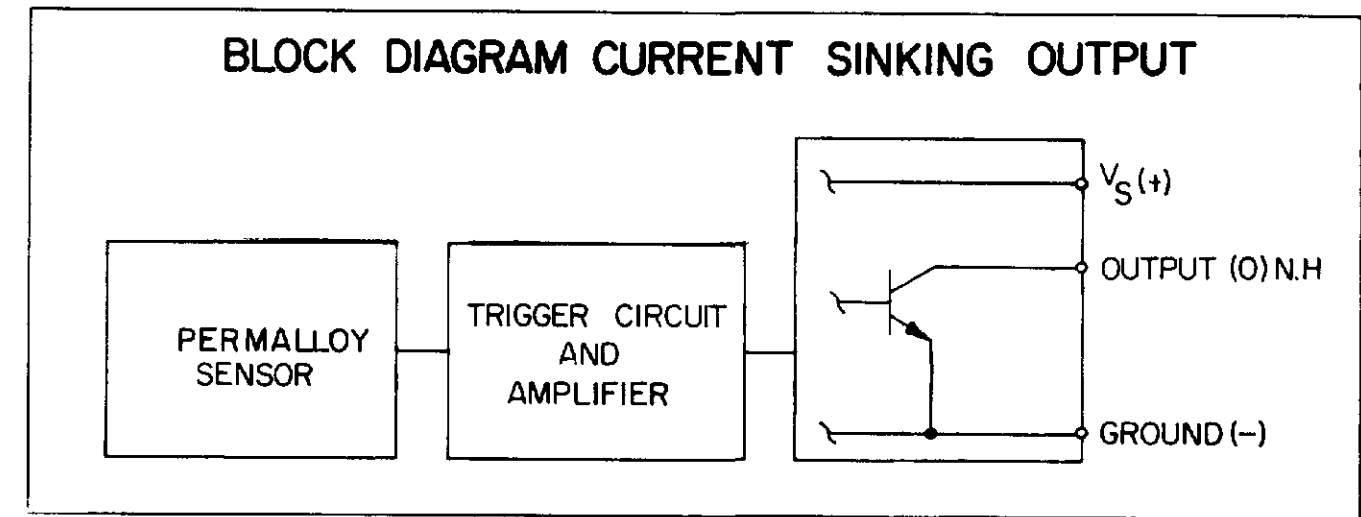 BLOCK DIAGRAM CURRENT SINKING OUTPUT
PERMALLOY
SENSOR
TRIGGER CIRCUIT
AND
AMPLIFIER
VS (+)
OUTPUT (O) N.H
GROUND (-)